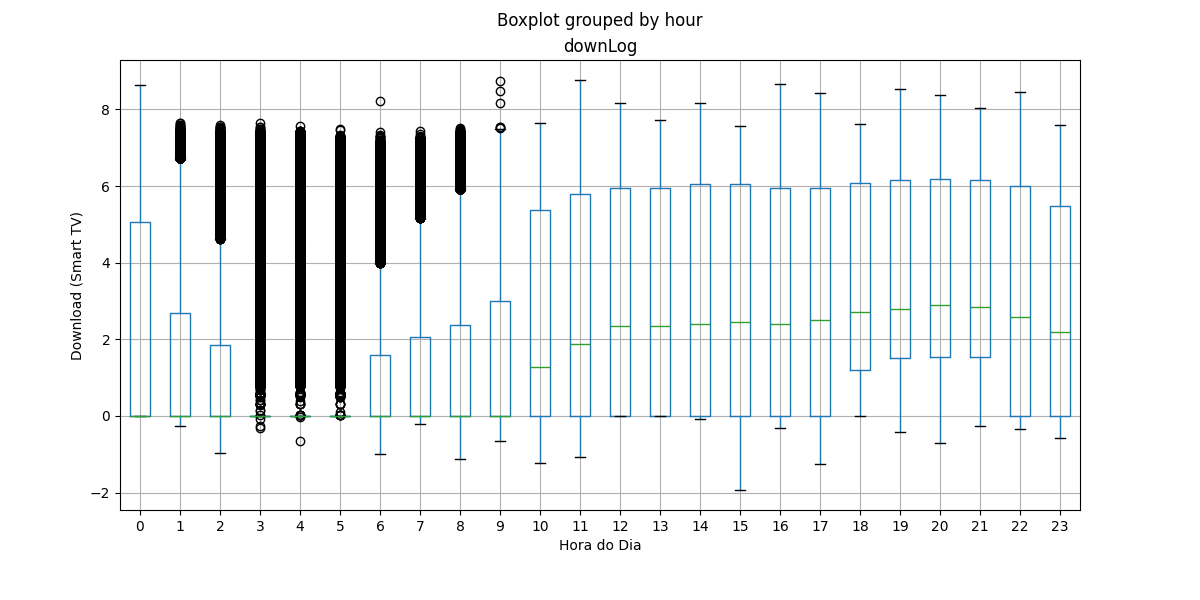 Boxplot grouped by hour
downLog
Download (Smart TV)
8
6
4
2
0
−2
0 1 2 3 4 5 6 7 8 9 10 11 12 13 14 15 16 17 18 19 20 21 22 23
Hora do Dia